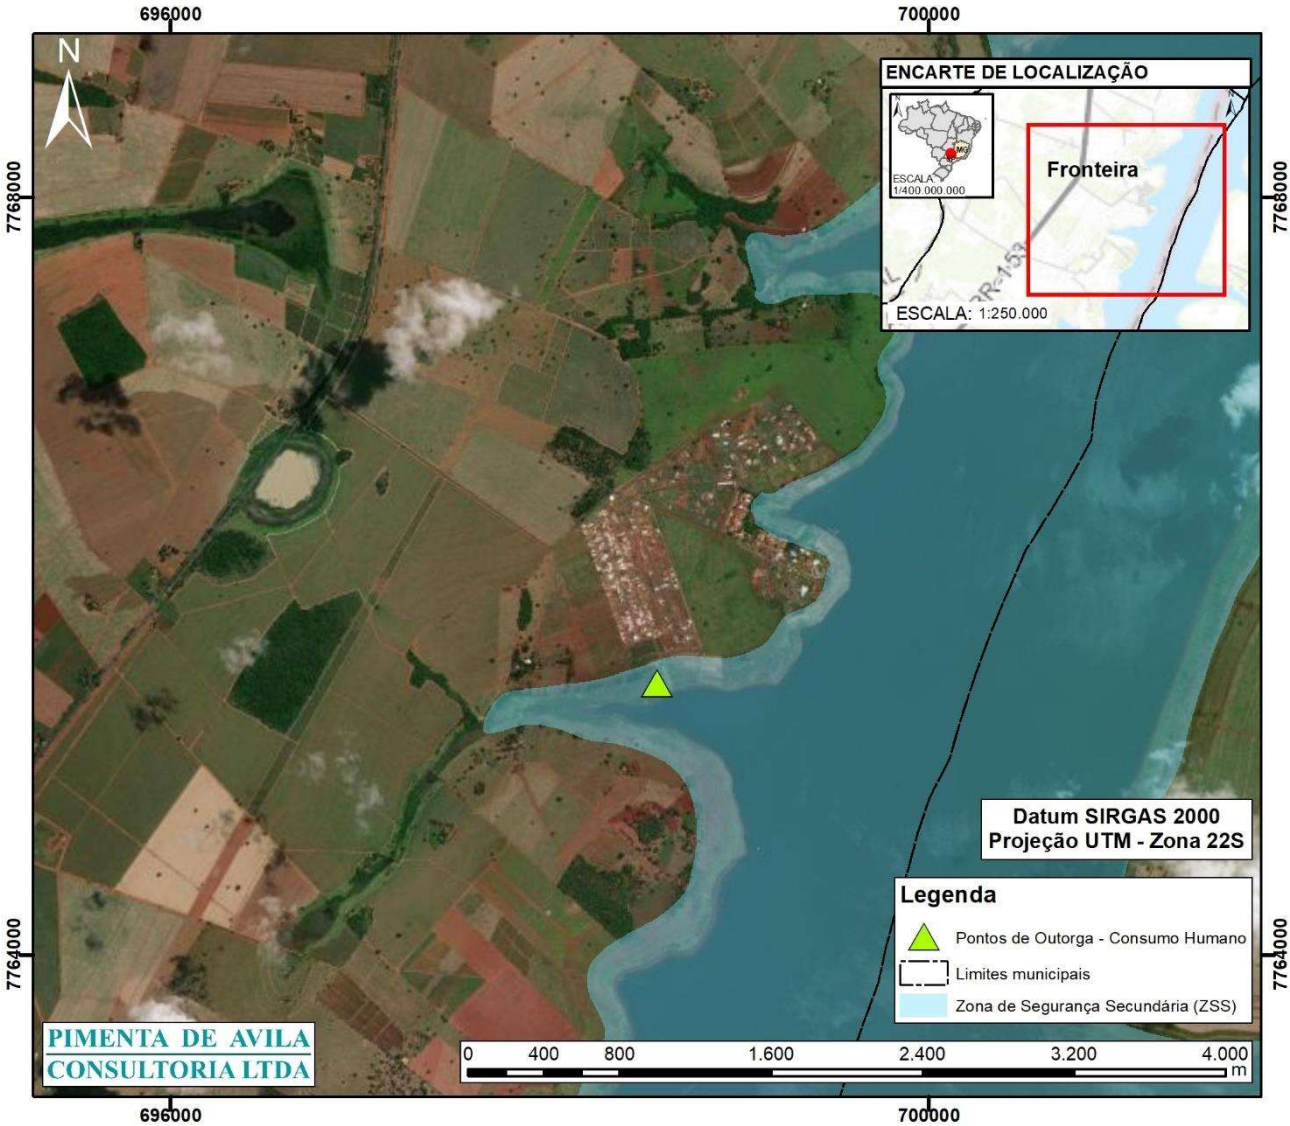 696000
700000
N
7768000
7768000
ENCARTE DE LOCALIZAÇÃO
N
MG
ESCALA:
1/400.000.000
Fronteira
BR-153
ESCALA: 1:250.000
Datum SIRGAS 2000
Projeção UTM - Zona 22S
Legenda
Pontos de Outorga - Consumo Humano
Limites municipais
Zona de Segurança Secundária (ZSS)
7764000
7764000
PIMENTA DE AVILA
CONSULTORIA LTDA
0 400 800 1.600 2.400 3.200 4.000
m
696000
700000